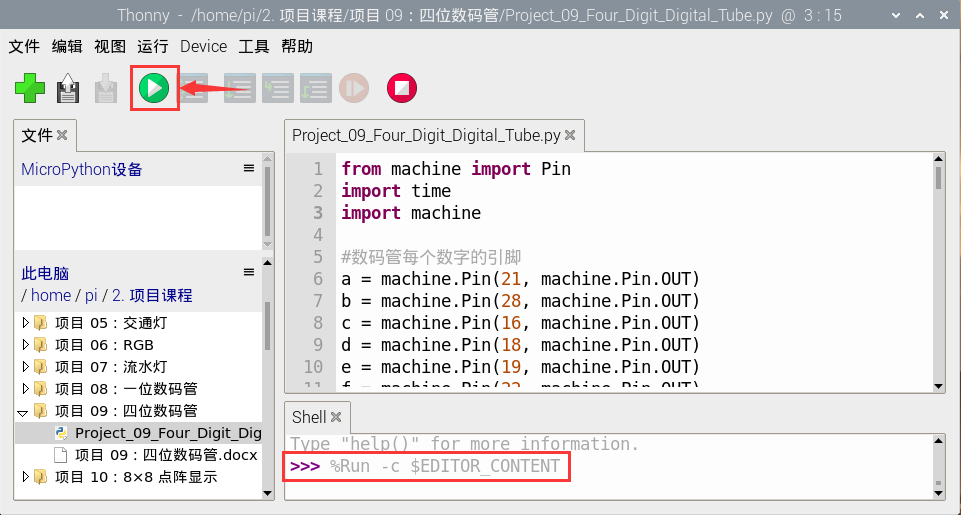 Thonny - /home/pi/2. 项目课程/项目 09：四位数码管/Project_09_Four_Digit_Digital_Tube.py @ 3 : 15
文件 编辑 视图 运行 Device 工具 帮助
文件
MicroPython设备
此电脑
/ home / pi / 2. 项目课程
项目 05：交通灯
项目 06：RGB
项目 07：流水灯
项目 08：一位数码管
项目 09：四位数码管
Project_09_Four_Digit_Dig
项目 09：四位数码管.docx
项目 10：8×8 点阵显示
Project_09_Four_Digit_Digital_Tube.py
1 from machine import Pin
2 import time
3 import machine
4
5 #数码管每个数字的引脚
6 a = machine.Pin(21, machine.Pin.OUT)
7 b = machine.Pin(28, machine.Pin.OUT)
8 c = machine.Pin(16, machine.Pin.OUT)
9 d = machine.Pin(18, machine.Pin.OUT)
10 e = machine.Pin(19, machine.Pin.OUT)
11 f = machine.Pin(22, machine.Pin.OUT)
Shell
Type "help()" for more information.
>>> %Run -c $EDITOR_CONTENT